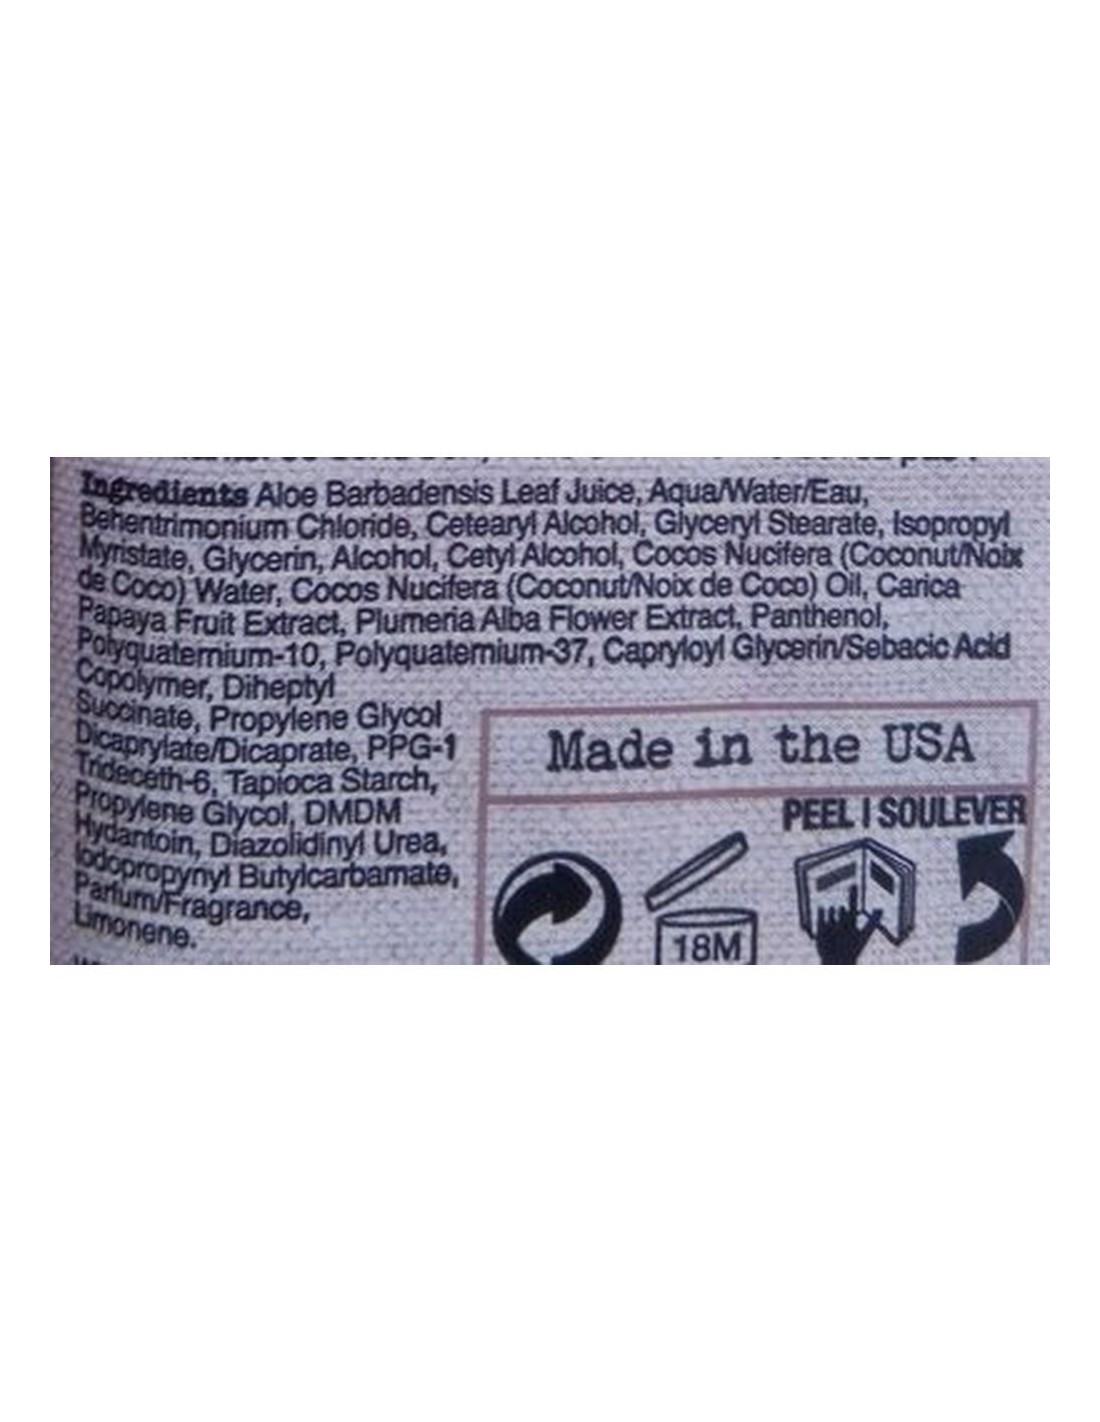 Ingredients Aloe Barbadensis Leaf Juice, Aqua/Water/Eau,
Behentrimonium Chloride, Cetearyl Alcohol, Glyceryl Stearate, Isopropyl
Myristate, Glycerin, Alcohol, Cetyl Alcohol, Cocos Nucifera (Coconut/Noix
de Coco) Water, Cocos Nucifera (Coconut/Noix de Coco) Oil, Carica
Papaya Fruit Extract, Plumeria Alba Flower Extract, Panthenol,
Polyquaternium-10, Polyquaternium-37, Capryloyl Glycerin/Sebacic Acid
Copolymer, Diheptyl
Succinate, Propylene Glycol
Dicaprylate/Dicaprate, PPG-1
Trideceth-6, Tapioca Starch,
Propylene Glycol, DMDM
Hydantoin, Diazolidinyl Urea,
Iodopropynyl Butylcarbamate,
Parfum/Fragrance,
Limonene.
Made in the USA
PEEL | SOULEVER
18M